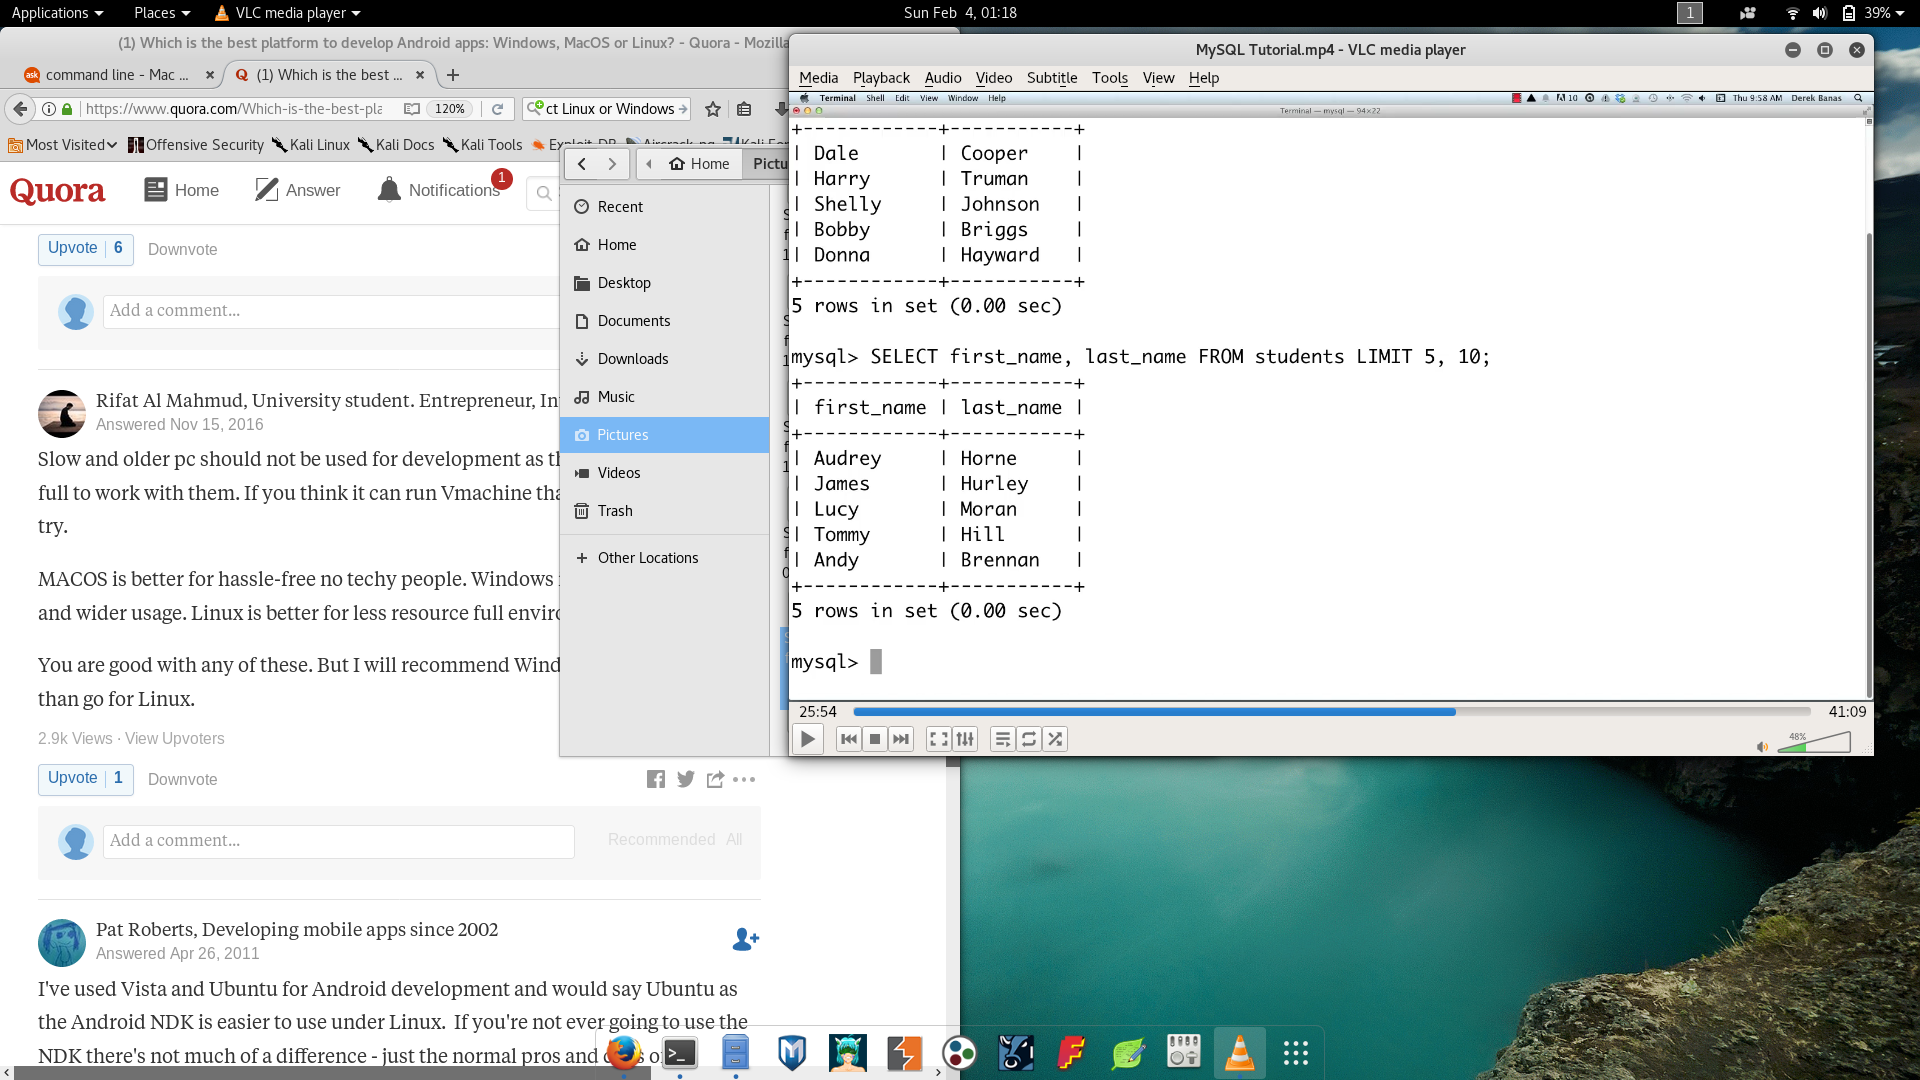 Applications
Places
VLC media player
Sun Feb 4, 01:18
1
39%
(1) Which is the best platform to develop Android apps: Windows, MacOS or Linux? - Quora - Mozilla
command line - Mac ...
(1) Which is the best ...
https://www.quora.com/Which-is-the-best-pla
120%
ct Linux or Windows
Most Visited
Offensive Security
Kali Linux
Kali Docs
Kali Tools
Exploit-DB
Aircrack-ng
Quora
Home
Answer
Notifications
1
Upvote 6
Downvote
Add a comment...
Rifat Al Mahmud, University student. Entrepreneur, In
Answered Nov 15, 2016
Slow and older pc should not be used for development as th
full to work with them. If you think it can run Vmachine tha
try.
MACOS is better for hassle-free no techy people. Windows
and wider usage. Linux is better for less resource full enviro
You are good with any of these. But I will recommend Wind
than go for Linux.
2.9k Views · View Upvoters
Upvote 1
Downvote
Add a comment...
Recommended All
Pat Roberts, Developing mobile apps since 2002
Answered Apr 26, 2011
I've used Vista and Ubuntu for Android development and would say Ubuntu as
the Android NDK is easier to use under Linux. If you're not ever going to use the
NDK there's not much of a difference - just the normal pros and
Home
Pictu
Recent
Home
Desktop
Documents
Downloads
Music
Pictures
Videos
Trash
Other Locations
MySQL Tutorial.mp4 - VLC media player
Media Playback Audio Video Subtitle Tools View Help
Terminal Shell Edit View Window Help
10
Thu 9:58 AM Derek Banas
Terminal — mysql — 94×22
+------------+-----------+
| Dale | Cooper |
| Harry | Truman |
| Shelly | Johnson |
| Bobby | Briggs |
| Donna | Hayward |
+------------+-----------+
5 rows in set (0.00 sec)
mysql> SELECT first_name, last_name FROM students LIMIT 5, 10;
+------------+-----------+
| first_name | last_name |
+------------+-----------+
| Audrey | Horne |
| James | Hurley |
| Lucy | Moran |
| Tommy | Hill |
| Andy | Brennan |
+------------+-----------+
5 rows in set (0.00 sec)
mysql>
25:54
41:09
48%